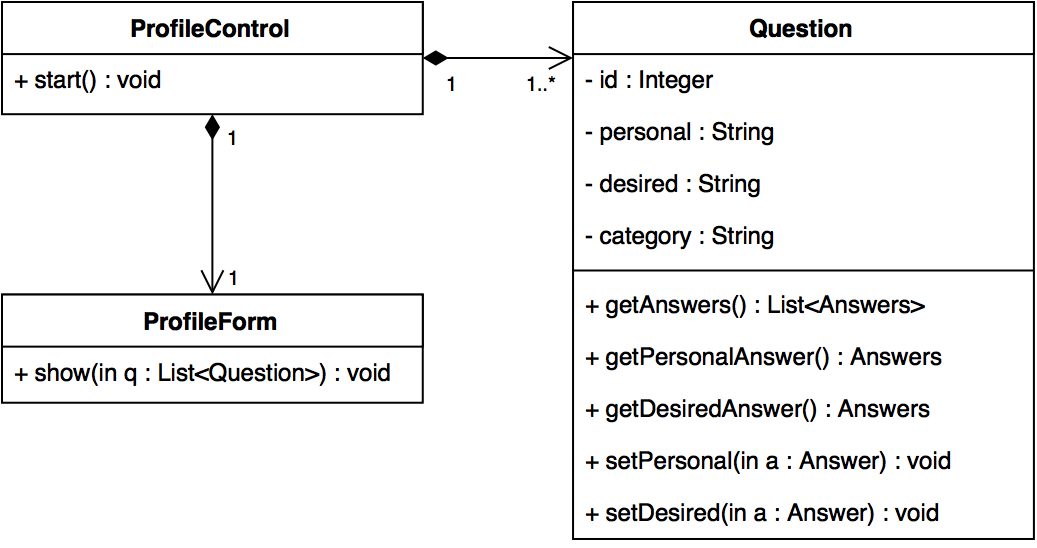 ProfileControl
+ start() : void
1
1..*
1
1
ProfileForm
+ show(in q : List<Question>) : void
Question
- id : Integer
- personal : String
- desired : String
- category : String
+ getAnswers() : List<Answers>
+ getPersonalAnswer() : Answers
+ getDesiredAnswer() : Answers
+ setPersonal(in a : Answer) : void
+ setDesired(in a : Answer) : void